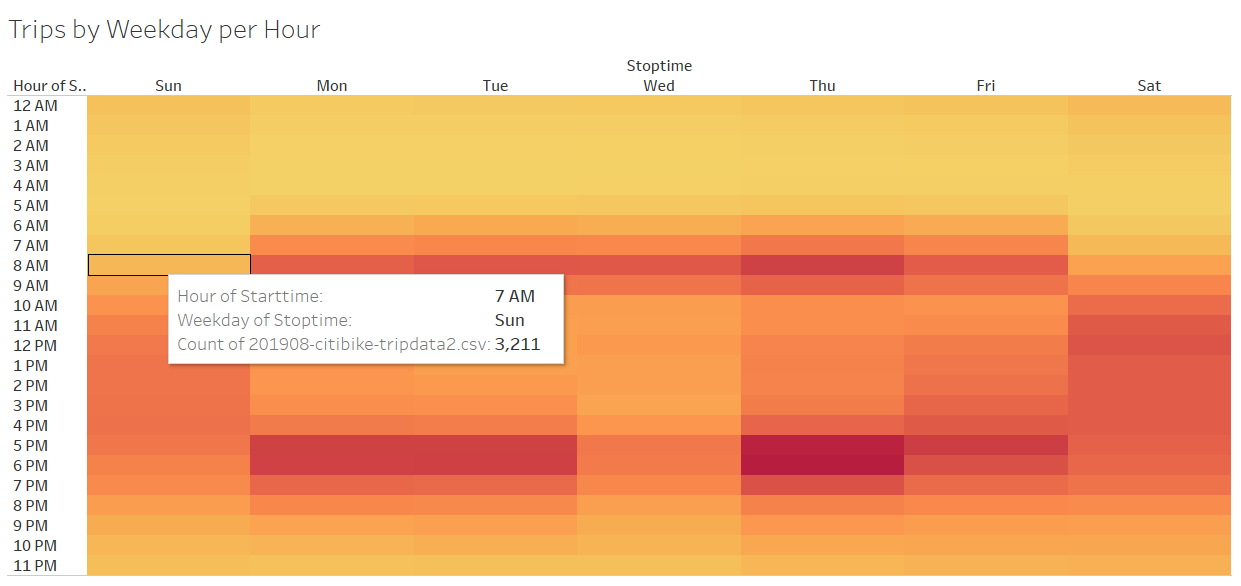 Trips by Weekday per Hour
Stoptime
Hour of S.. Sun Mon Tue Wed Thu Fri Sat
12 AM
1 AM
2 AM
3 AM
4 AM
5 AM
6 AM
7 AM
8 AM
9 AM
Hour of Starttime: 7 AM
10 AM
Weekday of Stoptime: Sun
11 AM
Count of 201908-citibike-tripdata2.csv: 3,211
12 PM
1 PM
2 PM
3 PM
4 PM
5 PM
6 PM
7 PM
8 PM
9 PM
10 PM
11 PM